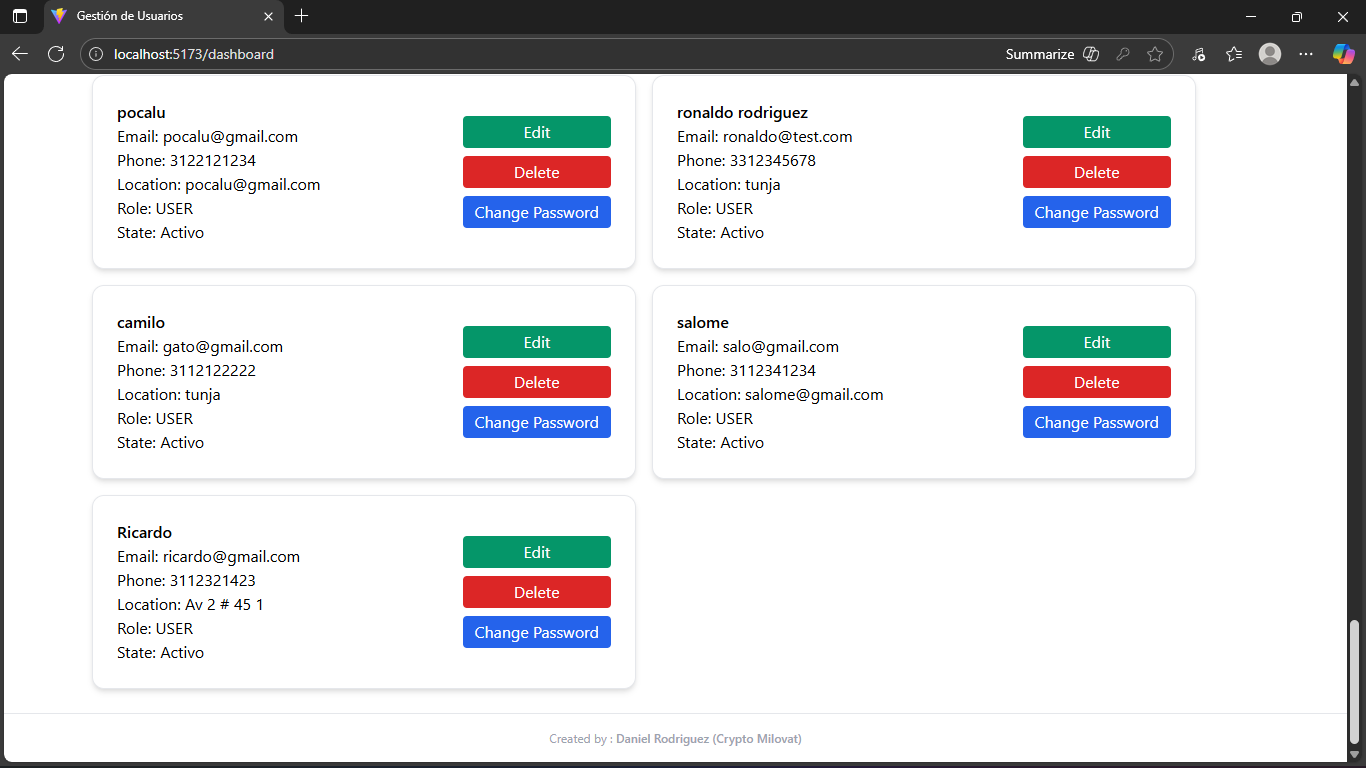 Gestión de Usuarios
localhost:5173/dashboard
Summarize
pocalu
Email: pocalu@gmail.com
Phone: 3122121234
Location: pocalu@gmail.com
Role: USER
State: Activo
Edit
Delete
Change Password
ronaldo rodriguez
Email: ronaldo@test.com
Phone: 3312345678
Location: tunja
Role: USER
State: Activo
Edit
Delete
Change Password
camilo
Email: gato@gmail.com
Phone: 3112122222
Location: tunja
Role: USER
State: Activo
Edit
Delete
Change Password
salome
Email: salo@gmail.com
Phone: 3112341234
Location: salome@gmail.com
Role: USER
State: Activo
Edit
Delete
Change Password
Ricardo
Email: ricardo@gmail.com
Phone: 3112321423
Location: Av 2 # 45 1
Role: USER
State: Activo
Edit
Delete
Change Password
Created by : Daniel Rodriguez (Crypto Milovat)